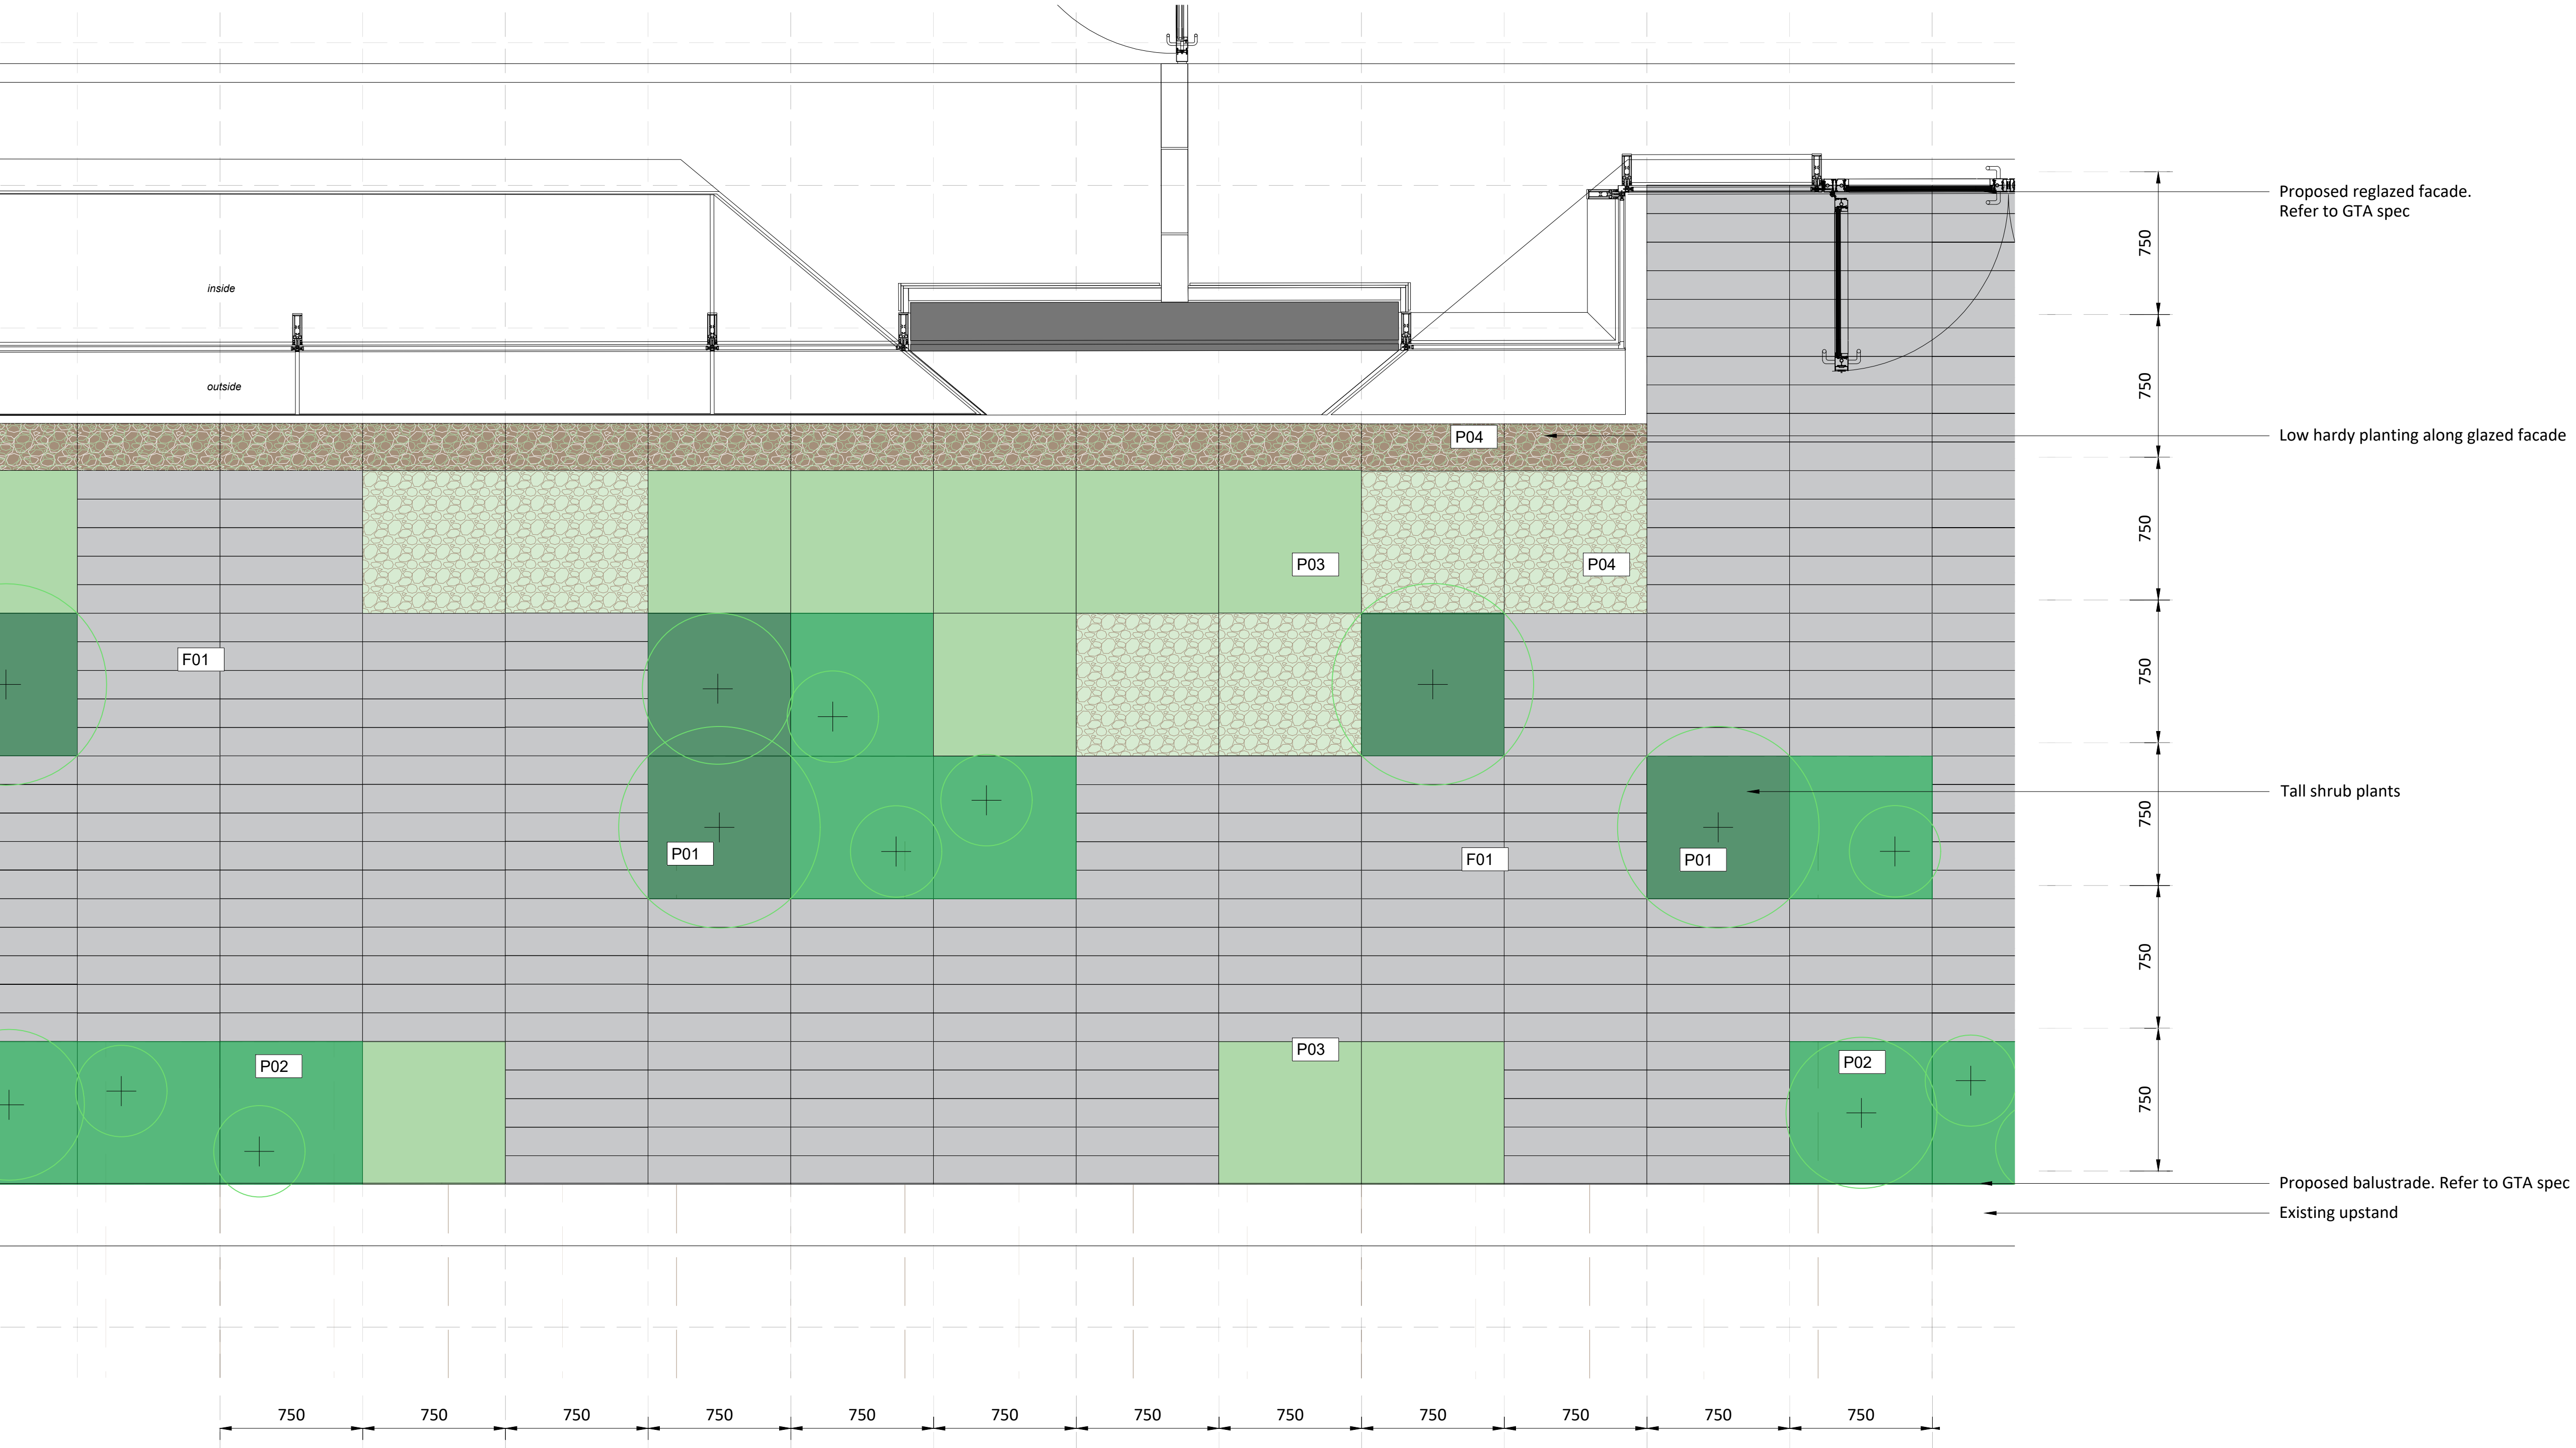 Proposed reglazed facade.
Refer to GTA spec
750
inside
750
outside
P04
Low hardy planting along glazed facade
750
P03
P04
F01
750
Tall shrub plants
750
P01
F01
P01
750
P03
P02
P02
750
Proposed balustrade. Refer to GTA spec
Existing upstand
750 750 750 750 750 750 750 750 750 750 750 750